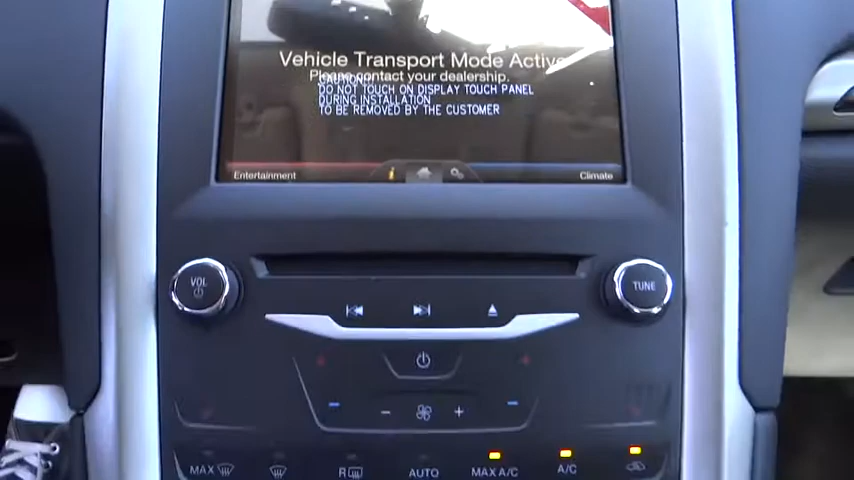 Vehicle Transport Mode Active
Please contact your dealership.
CAUTION!!
DO NOT TOUCH ON DISPLAY TOUCH PANEL
DURING INSTALLATION
TO BE REMOVED BY THE CUSTOMER
Entertainment i Climate
VOL
TUNE
MAX R AUTO MAX A/C A/C